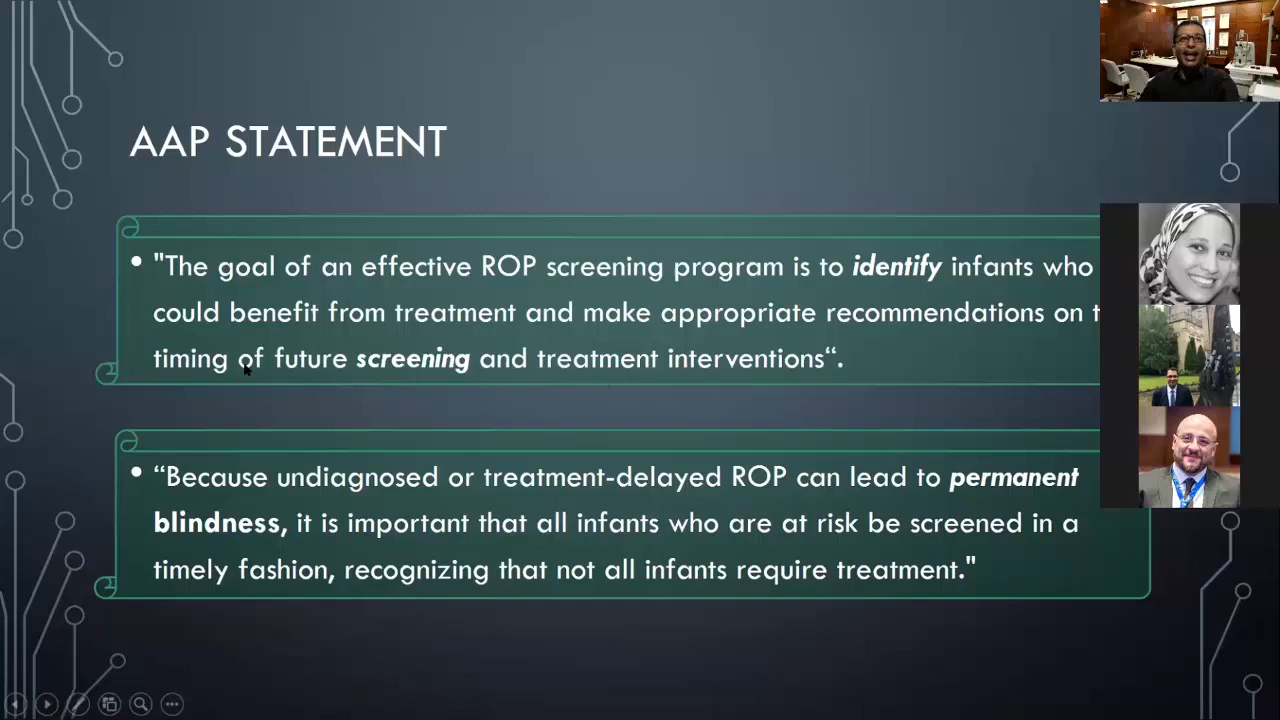 AAP STATEMENT
• "The goal of an effective ROP screening program is to identify infants who
could benefit from treatment and make appropriate recommendations on t
timing of future screening and treatment interventions“.
• “Because undiagnosed or treatment-delayed ROP can lead to permanent
blindness, it is important that all infants who are at risk be screened in a
timely fashion, recognizing that not all infants require treatment."